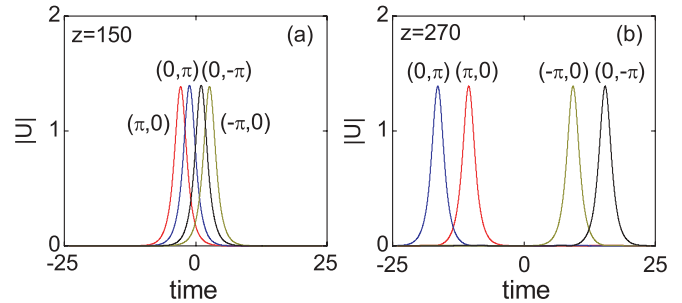 2
z=150
(a)
(0,π)
(0,-π)
(π,0)
(-π,0)
1
|U|
0
-25
0
25
time
2
z=270
(b)
(0,π)
(π,0)
(-π,0)
(0,-π)
1
|U|
0
-25
0
25
time